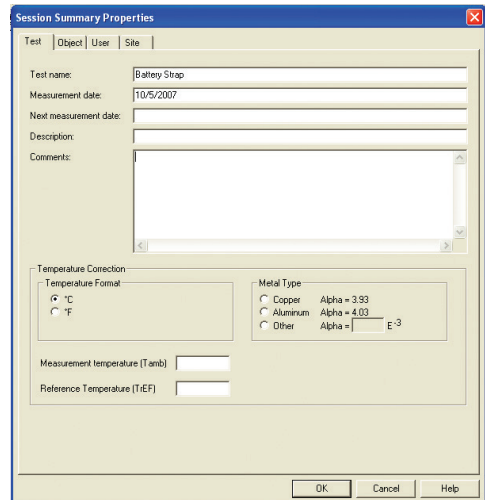 Session Summary Properties
Test Object User Site
Test name: Battery Strap
Measurement date: 10/5/2007
Next measurement date:
Description:
Comments:
Temperature Correction
Temperature Format
°C
°F
Metal Type
Copper Alpha = 3.93
Aluminum Alpha = 4.03
Other Alpha = E-3
Measurement temperature (Tamb)
Reference Temperature (TrEF)
OK Cancel Help